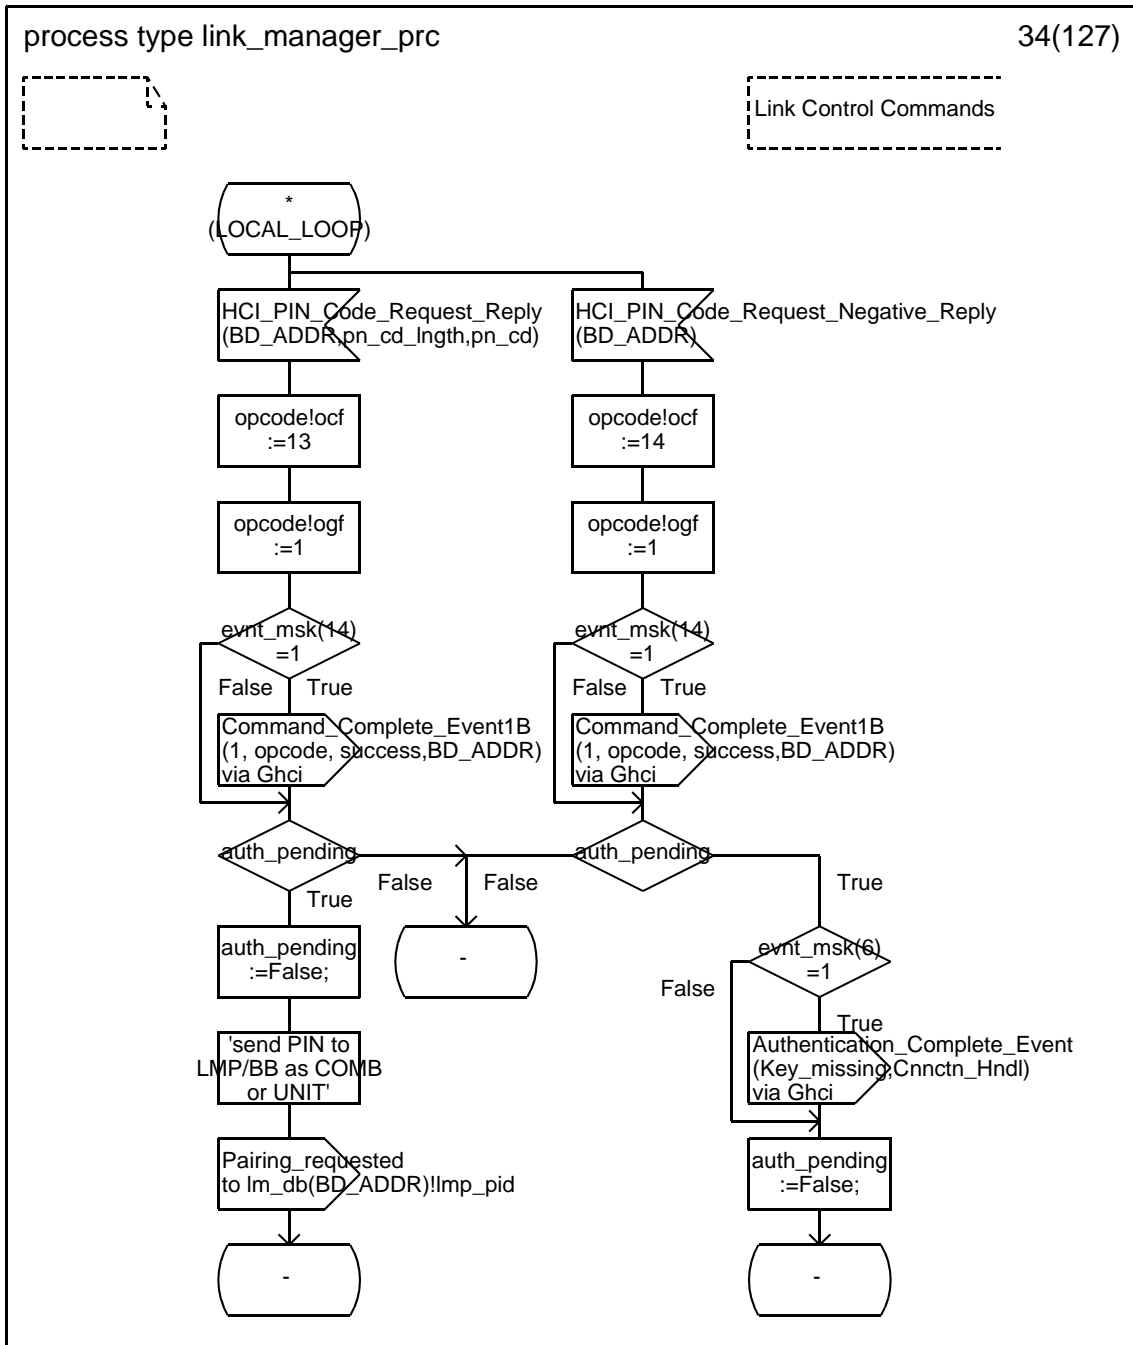 process type link_manager_prc
34(127)
Link Control Commands
*
(LOCAL_LOOP)
HCI_PIN_Code_Request_Reply
(BD_ADDR,pn_cd_lngth,pn_cd)
HCI_PIN_Code_Request_Negative_Reply
(BD_ADDR)
opcode!ocf
:=13
opcode!ocf
:=14
opcode!ogf
:=1
opcode!ogf
:=1
evnt_msk(14)
=1
evnt_msk(14)
=1
False
True
False
True
Command_Complete_Event1B
(1, opcode, success,BD_ADDR)
via Ghci
Command_Complete_Event1B
(1, opcode, success,BD_ADDR)
via Ghci
auth_pending
auth_pending
False
False
True
True
auth_pending
:=False;
-
evnt_msk(6)
=1
False
True
'send PIN to
LMP/BB as COMB
or UNIT'
Authentication_Complete_Event
(Key_missing,Cnnctn_Hndl)
via Ghci
Pairing_requested
to lm_db(BD_ADDR)!lmp_pid
auth_pending
:=False;
-
-